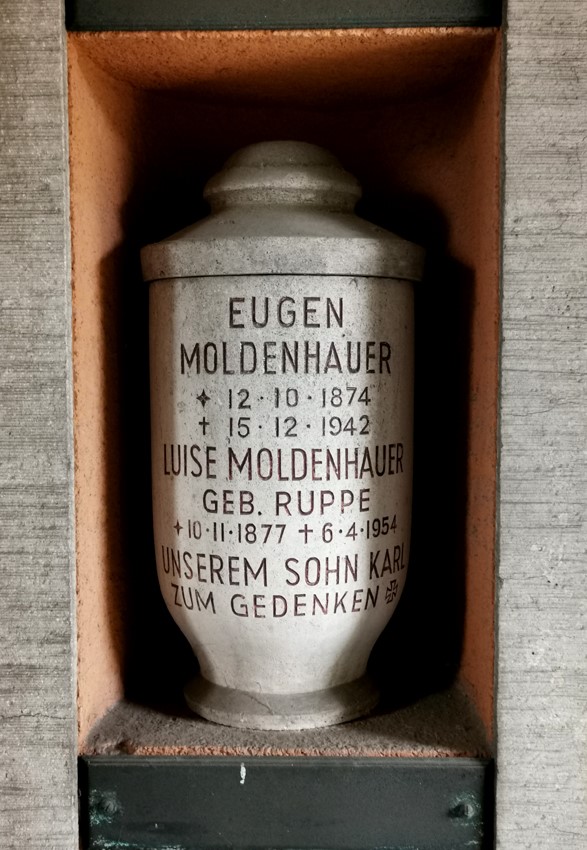 EUGEN
MOLDENHAUER
✦ 12·10·1874
† 15·12·1942
LUISE MOLDENHAUER
GEB. RUPPE
✦10·11·1877 †6·4·1954
UNSEREM SOHN KARL
ZUM GEDENKEN